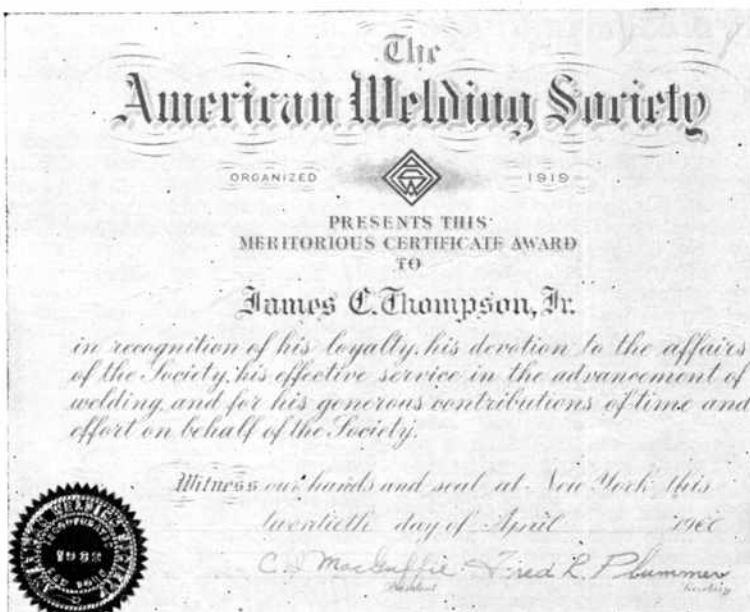 The
American Welding Society
ORGANIZED 1919
PRESENTS THIS
MERITORIOUS CERTIFICATE AWARD
TO
James C. Thompson, Jr.
in recognition of his loyalty, his devotion to the affairs
of the Society, his effective service in the advancement of
welding, and for his generous contributions of time and
effort on behalf of the Society.
Witness our hands and seal at New York this
twentieth day of April 1960
C I MacGuffie Fred L. Plummer
President Secretary